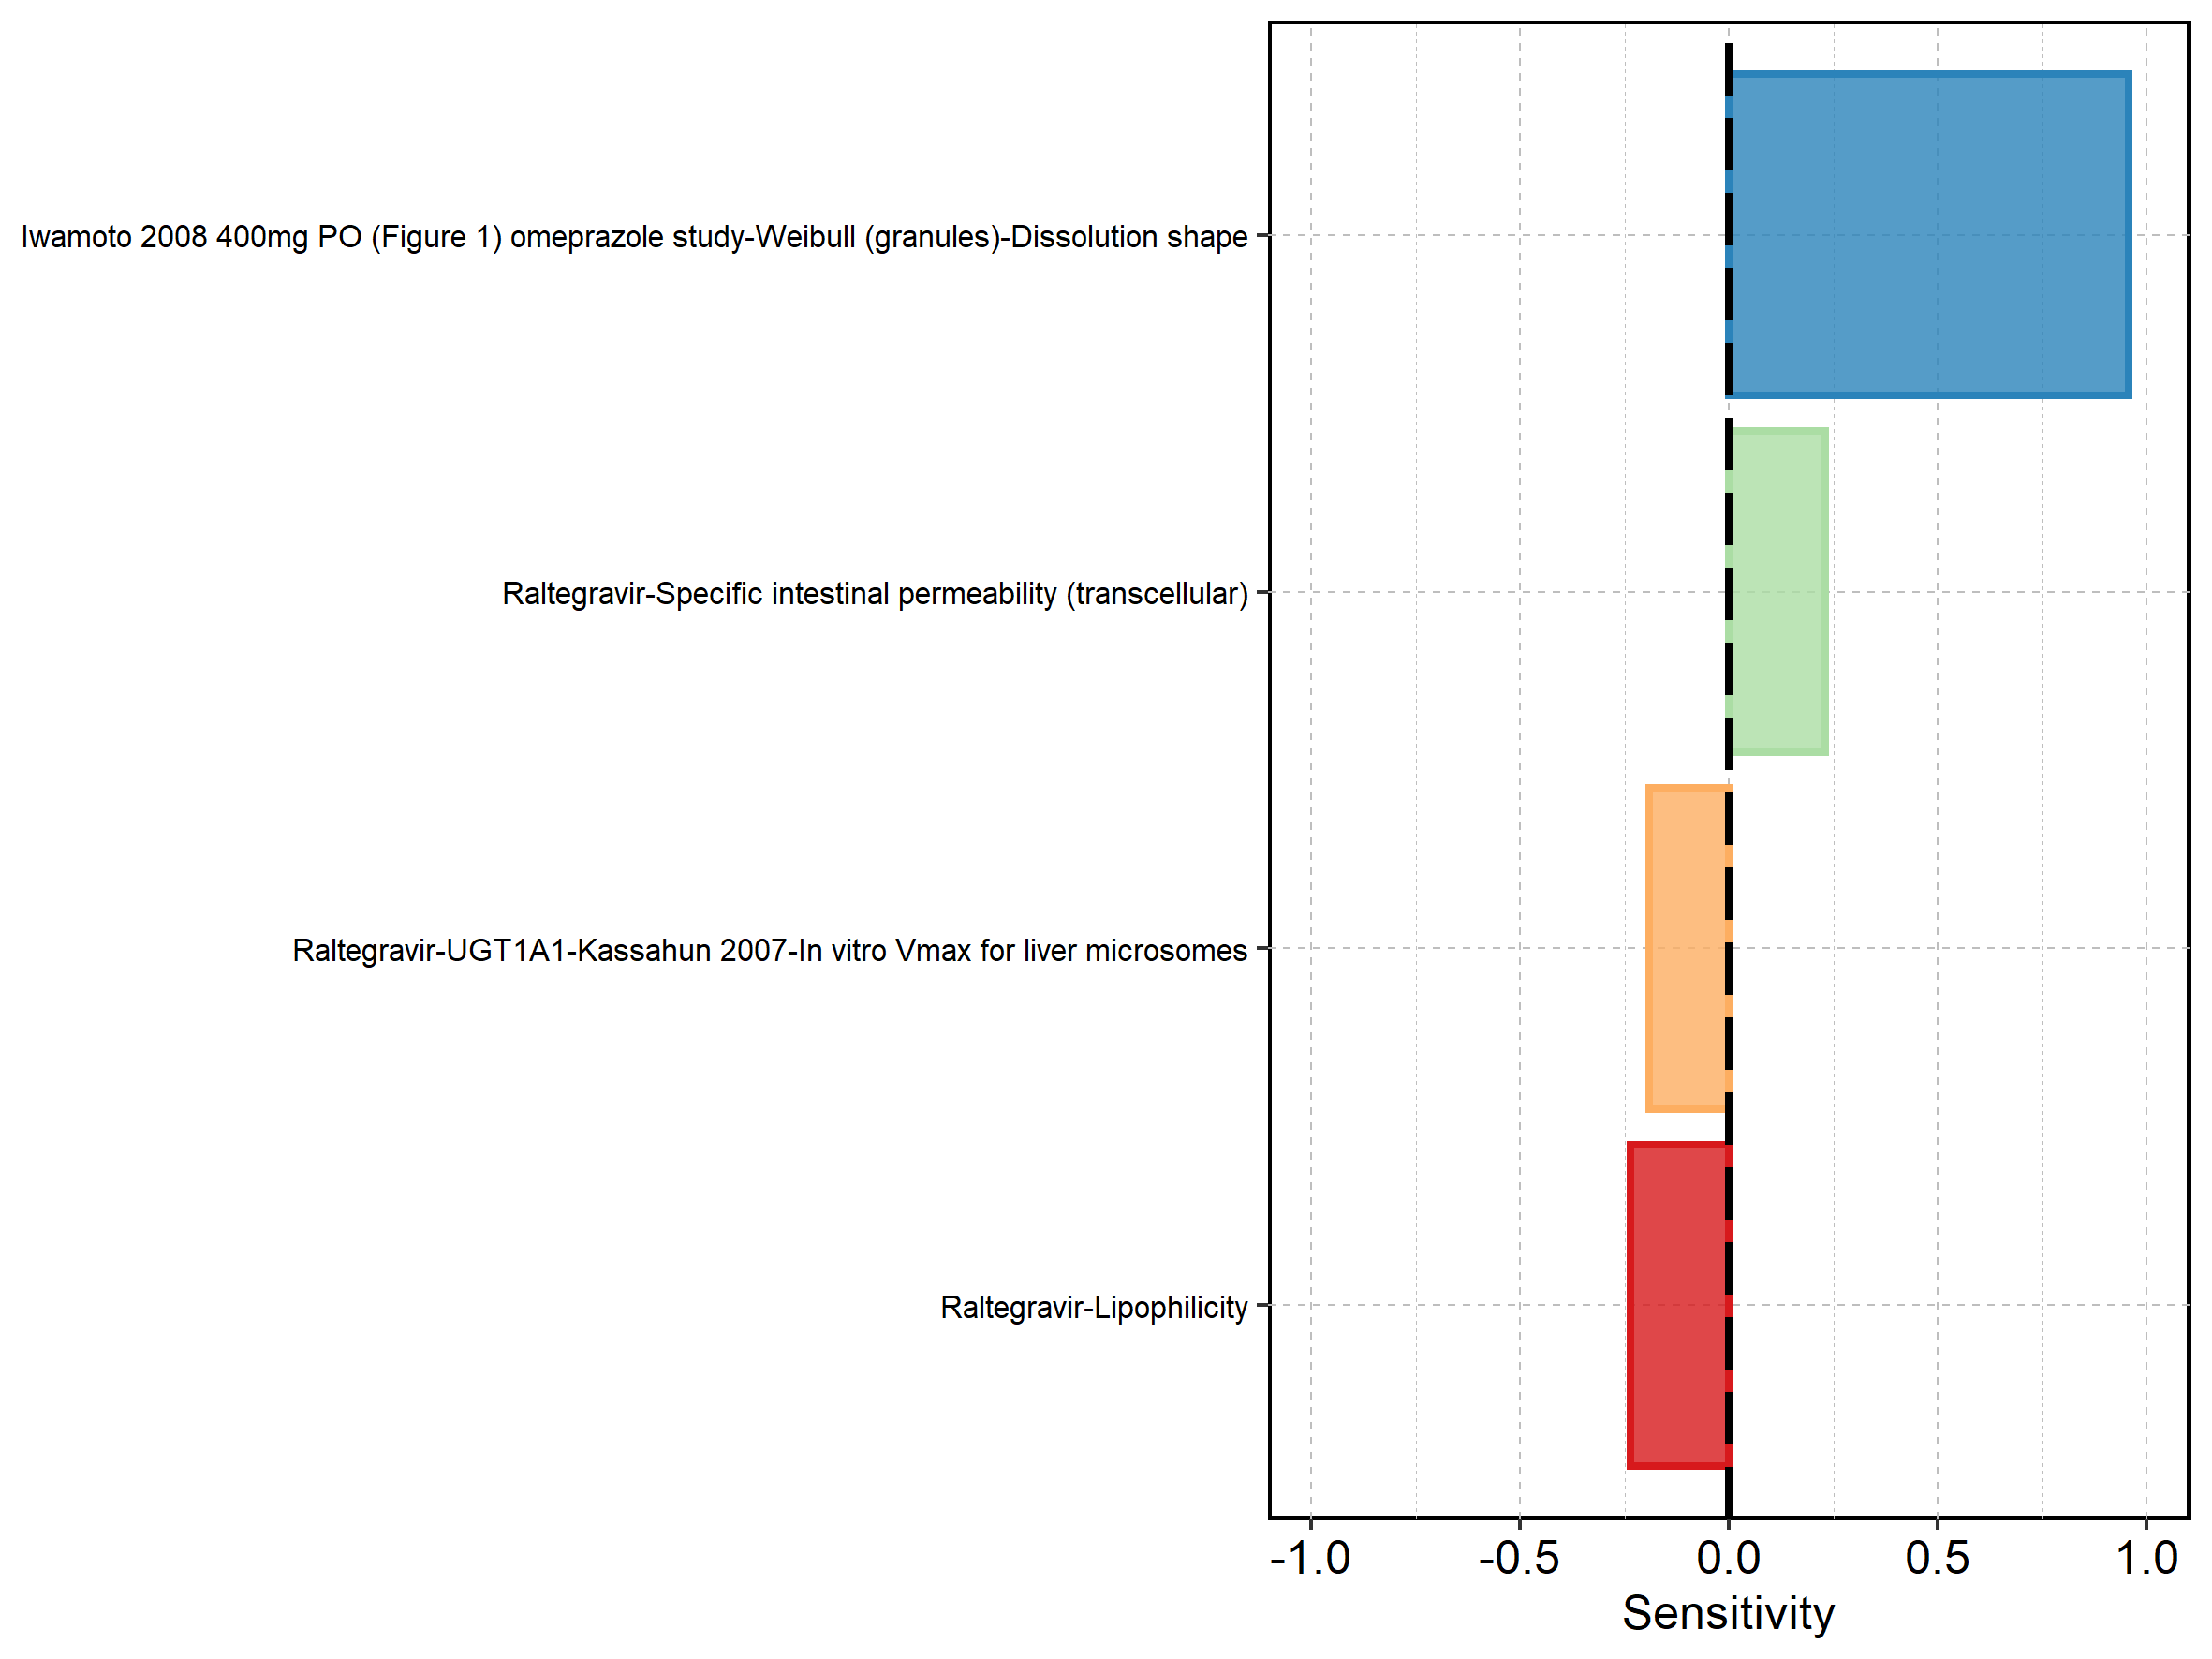 Iwamoto 2008 400mg PO (Figure 1) omeprazole study-Weibull (granules)-Dissolution shape
Raltegravir-Specific intestinal permeability (transcellular)
Raltegravir-UGT1A1-Kassahun 2007-In vitro Vmax for liver microsomes
Raltegravir-Lipophilicity
-1.0 -0.5 0.0 0.5 1.0
Sensitivity